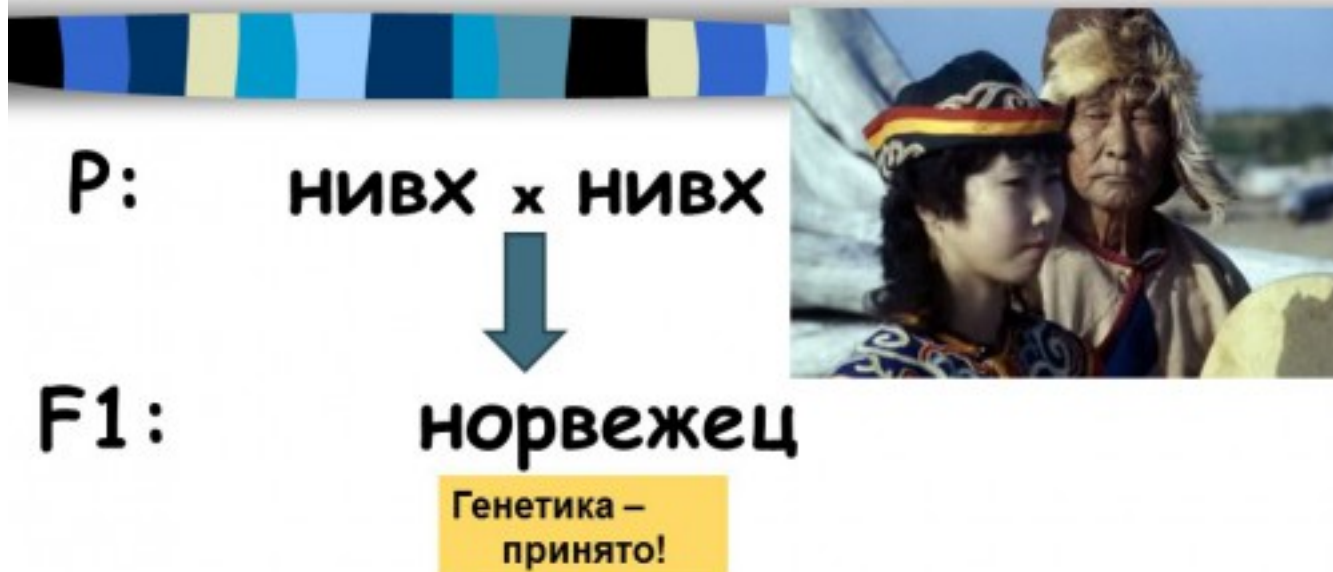 P: нивх х нивх
F1: норвежец
Генетика –
принято!